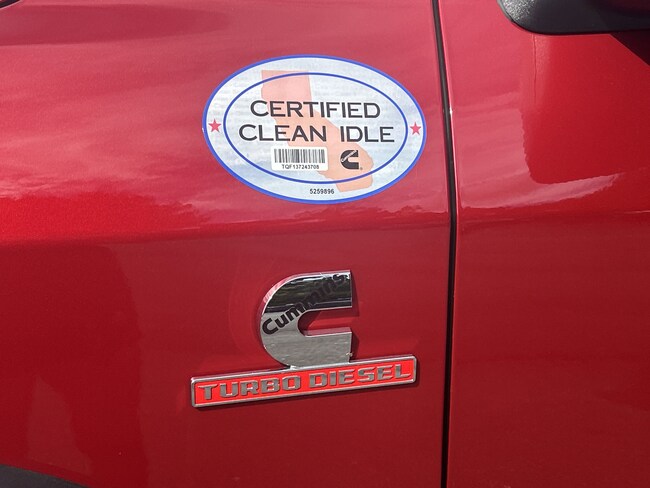 CERTIFIED
CLEAN IDLE
TQF137243708
5259896
Cummins
TURBO DIESEL